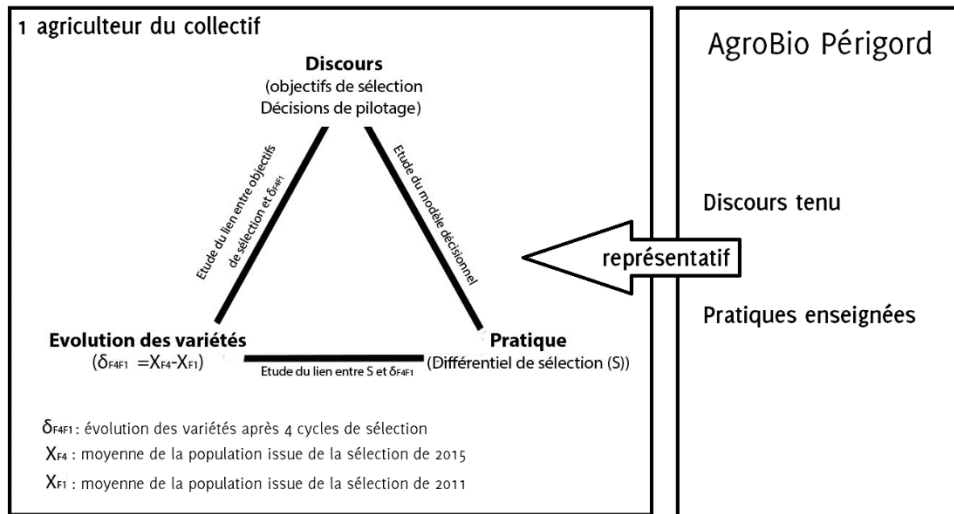 1 agriculteur du collectif
Discours
(objectifs de sélection
Décisions de pilotage)
Etude du lien entre objectifs
de sélection et δF4F1
Etude du modèle décisionnel
Evolution des variétés
(δF4F1 =XF4-XF1)
Etude du lien entre S et δF4F1
Pratique
(Différentiel de sélection (S))
δF4F1 : évolution des variétés après 4 cycles de sélection
XF4 : moyenne de la population issue de la sélection de 2015
XF1 : moyenne de la population issue de la sélection de 2011
représentatif
AgroBio Périgord
Discours tenu
Pratiques enseignées